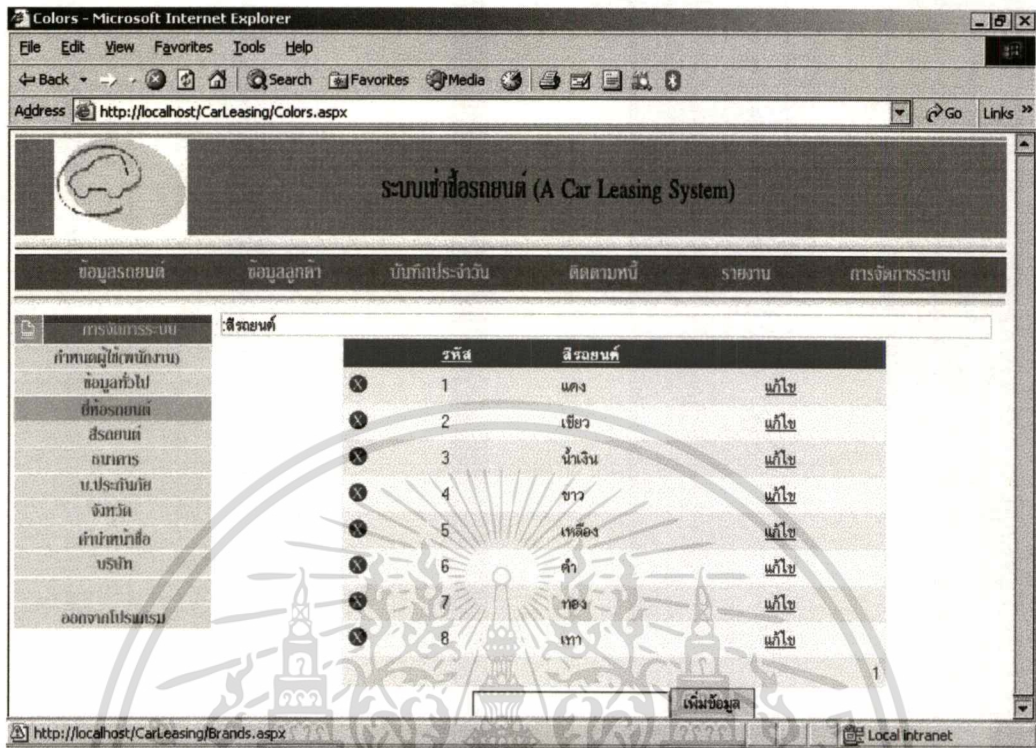 Colors - Microsoft Internet Explorer
File Edit View Favorites Tools Help
Back Search Favorites Media
Address http://localhost/CarLeasing/Colors.aspx Go Links »
ระบบเช่าซื้อรถยนต์ (A Car Leasing System)
ข้อมูลรถยนต์ ข้อมูลลูกค้า บันทึกประจำวัน ติดตามหนี้ รายงาน การจัดการระบบ
การจัดการระบบ
กำหนดผู้ใช้(พนักงาน)
ข้อมูลทั่วไป
ยี่ห้อรถยนต์
สีรถยนต์
ธนาคาร
บ.ประกันภัย
จังหวัด
คำนำหน้าชื่อ
บริษัท
ออกจากโปรแกรม
:สีรถยนต์
รหัส สีรถยนต์
X 1 แดง แก้ไข
X 2 เขียว แก้ไข
X 3 น้ำเงิน แก้ไข
X 4 ขาว แก้ไข
X 5 เหลือง แก้ไข
X 6 ดำ แก้ไข
X 7 ทอง แก้ไข
X 8 เทา แก้ไข
1
เพิ่มข้อมูล
http://localhost/CarLeasing/Brands.aspx Local intranet